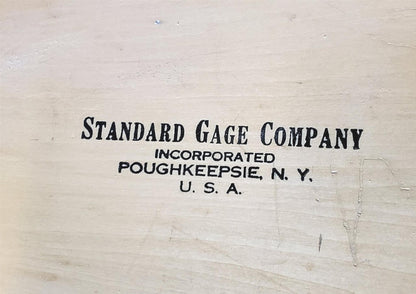 STANDARD GAGE COMPANY
INCORPORATED
POUGHKEEPSIE, N. Y.
U. S. A.